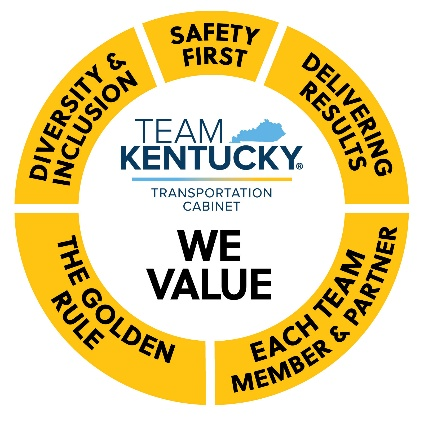 SAFETY
FIRST
DELIVERING
RESULTS
EACH TEAM
MEMBER & PARTNER
THE GOLDEN
RULE
DIVERSITY &
INCLUSION
TEAM
KENTUCKY®
TRANSPORTATION
CABINET
WE
VALUE